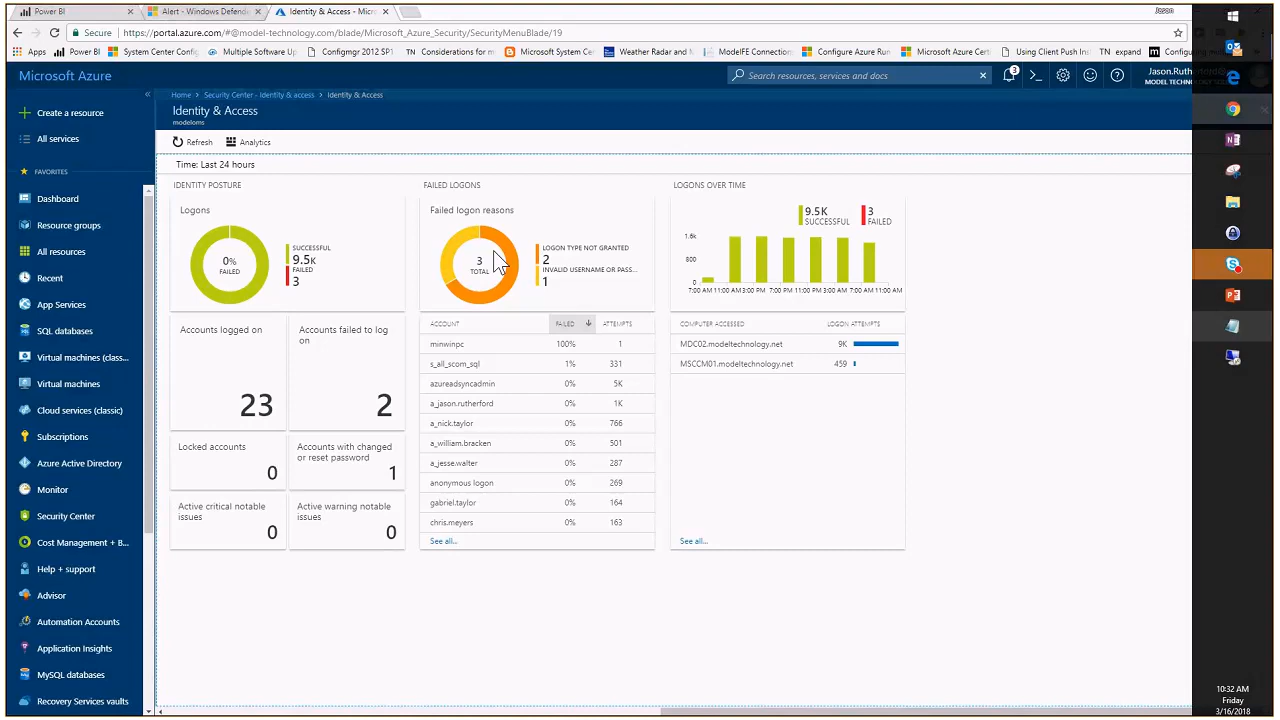 Power BI
Alert - Windows Defende
Identity & Access - Micr
Jason
Secure https://portal.azure.com/#@model-technology.com/blade/Microsoft_Azure_Security/SecurityMenuBlade/19
Apps Power BI System Center Confi Multiple Software Up Configmgr 2012 SP1 Considerations for m Microsoft System Ce Weather Radar and M ModelFE Connection Configure Azure Run Microsoft Azure Certi Using Client Push Inst expand
Microsoft Azure
Search resources, services and docs
3
MODEL TECHNOLOGY
Home > Security Center - Identity & access > Identity & Access
Identity & Access
modeloms
Create a resource
All services
FAVORITES
Dashboard
Resource groups
All resources
Recent
App Services
SQL databases
Virtual machines (clas...
Virtual machines
Cloud services (classic)
Subscriptions
Azure Active Directory
Monitor
Security Center
Cost Management + B...
Help + support
Advisor
Automation Accounts
Application Insights
MySQL databases
Recovery Services vaults
Refresh Analytics
Time: Last 24 hours
IDENTITY POSTURE
Logons
0%
FAILED
SUCCESSFUL
9.5K
FAILED
3
Accounts logged on
23
Accounts failed to log
on
2
Locked accounts
0
Accounts with changed
or reset password
1
Active critical notable
issues
0
Active warning notable
issues
0
FAILED LOGONS
Failed logon reasons
3
TOTAL
LOGON TYPE NOT GRANTED
2
INVALID USERNAME OR PASS...
1
ACCOUNT FAILED ATTEMPTS
minwinpc 100% 1
s_all_scom_sql 1% 331
azureadsyncadmin 0% 5K
a_jason.rutherford 0% 1K
a_nick.taylor 0% 766
a_william.bracken 0% 501
a_jesse.walter 0% 287
anonymous logon 0% 269
gabriel.taylor 0% 164
chris.meyers 0% 163
See all...
LOGONS OVER TIME
9.5K
SUCCESSFUL
3
FAILED
1.6k
800
0
7:00 AM 11:00 AM 3:00 PM 7:00 PM 11:00 PM 3:00 AM 7:00 AM 11:00 AM
COMPUTER ACCESSED LOGON ATTEMPTS
MDC02.modeltechnology.net 9K
MSCCM01.modeltechnology.net 459
See all...
10:32 AM
Friday
3/16/2018